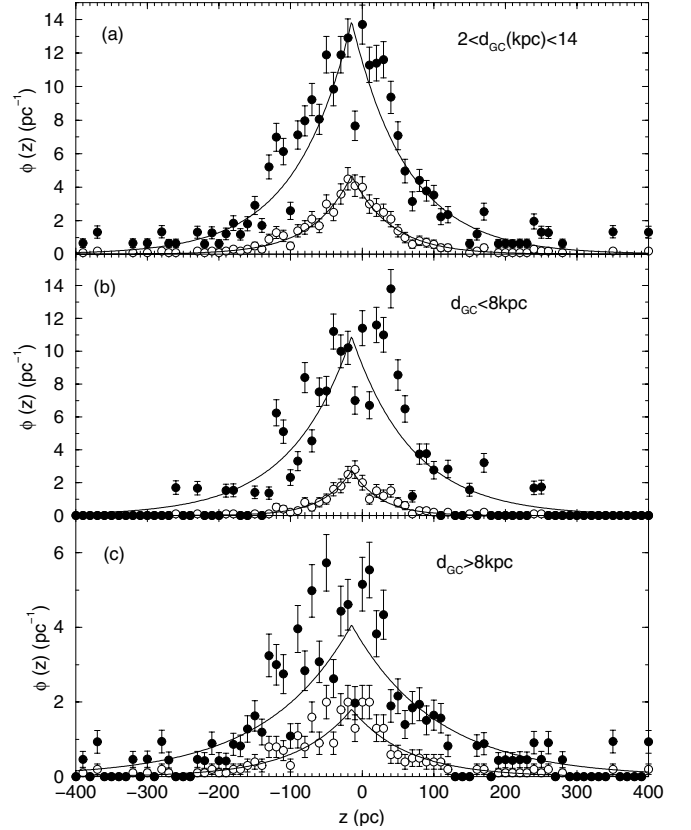 14
12
10
8
6
4
2
0
ϕ (z) (pc⁻¹)
(a)
2<d_GC(kpc)<14
14
12
10
8
6
4
2
0
ϕ (z) (pc⁻¹)
(b)
d_GC<8kpc
6
4
2
0
ϕ (z) (pc⁻¹)
(c)
d_GC>8kpc
−400 −300 −200 −100 0 100 200 300 400
z (pc)